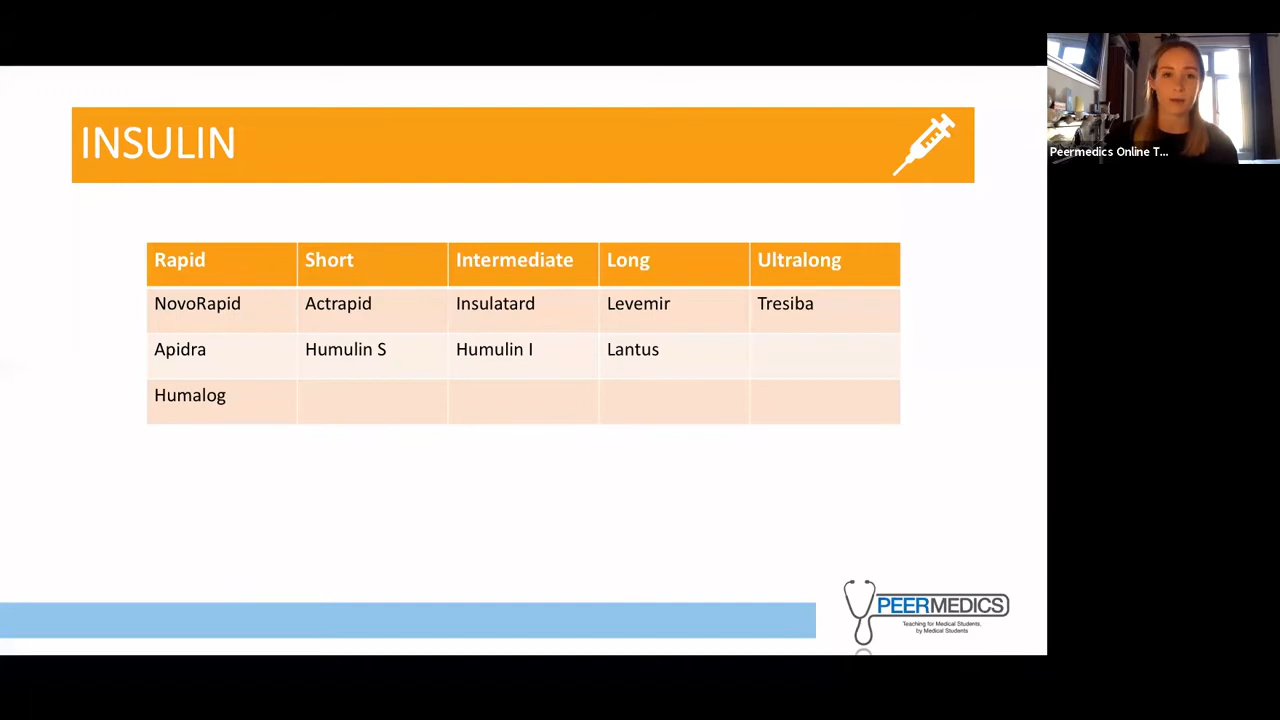 INSULIN
Rapid Short Intermediate Long Ultralong
NovoRapid Actrapid Insulatard Levemir Tresiba
Apidra Humulin S Humulin I Lantus
Humalog
PEERMEDICS
Teaching for Medical Students,
by Medical Students
Peermedics Online T...